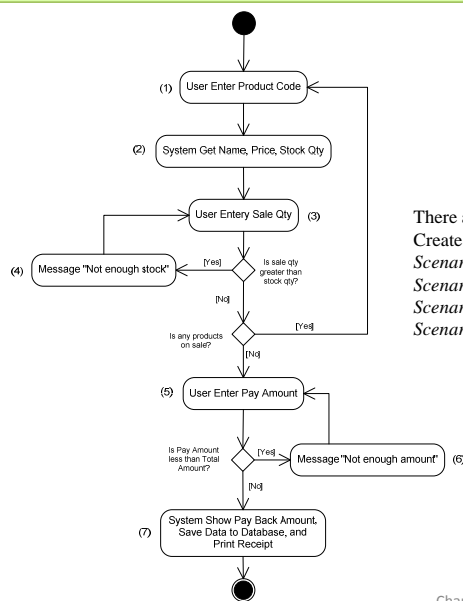 (1) User Enter Product Code
(2) System Get Name, Price, Stock Qty
User Entery Sale Qty (3)
There
Create
Scenar
Scenar
Scenar
Scenar
(4) Message "Not enough stock"
[Yes]
Is sale qty
greater than
stock qty?
[No]
Is any products
on sale?
[Yes]
[No]
(5) User Enter Pay Amount
Is Pay Amount
less than Total
Amount?
[Yes]
Message "Not enough amount" (6)
[No]
(7) System Show Pay Back Amount,
Save Data to Database, and
Print Receipt
Cha